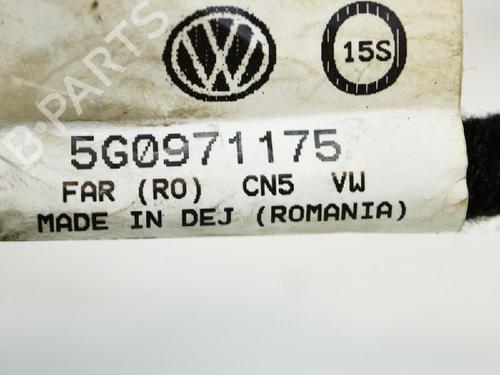 15S
5G0971175
FAR (RO) CN5 VW
MADE IN DEJ (ROMANIA)
B-PARTS